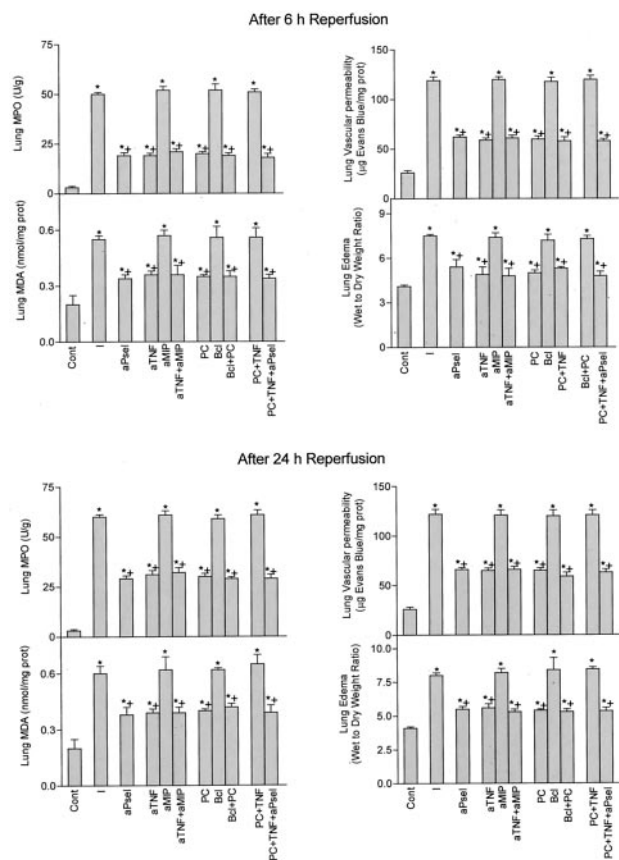 After 6 h Reperfusion
Lung MPO (U/g)
75
50
25
0
* * * * *+ *+ *+ *+ *+ *+
Lung MDA (nmol/mg prot)
0.6
0.3
0.0
* * * * *+ *+ *+ *+ *+ *+
Cont
I
aPsel
aTNF
aMIP
aTNF+aMIP
PC
Bcl
Bcl+PC
PC+TNF
PC+TNF+aPsel
Lung Vascular permeability
(µg Evans Blue/mg prot)
150
100
50
0
* * * * *+ *+ *+ *+ *+ *+
Lung Edema
(Wet to Dry Weight Ratio)
9
6
3
0
* * * * *+ *+ *+ *+ *+ *+
Cont
I
aPsel
aTNF
aMIP
aTNF+aMIP
PC
Bcl
PC+TNF
Bcl+PC
PC+TNF+aPsel
After 24 h Reperfusion
Lung MPO (U/g)
75
50
25
0
* * * * *+ *+ *+ *+ *+ *+
Lung MDA (nmol/mg prot)
0.6
0.3
0.0
* * * * *+ *+ *+ *+ *+ *+
Cont
I
aPsel
aTNF
aMIP
aTNF+aMIP
PC
Bcl
Bcl+PC
PC+TNF
PC+TNF+aPsel
Lung Vascular permeability
(µg Evans Blue/mg prot)
150
100
50
0
* * * * *+ *+ *+ *+ *+ *+
Lung Edema
(Wet to Dry Weight Ratio)
10.0
7.5
5.0
2.5
0.0
* * * * *+ *+ *+ *+ *+ *+
Cont
I
aPsel
aTNF
aMIP
aTNF+aMIP
PC
Bcl
Bcl+PC
PC+TNF
PC+TNF+aPsel